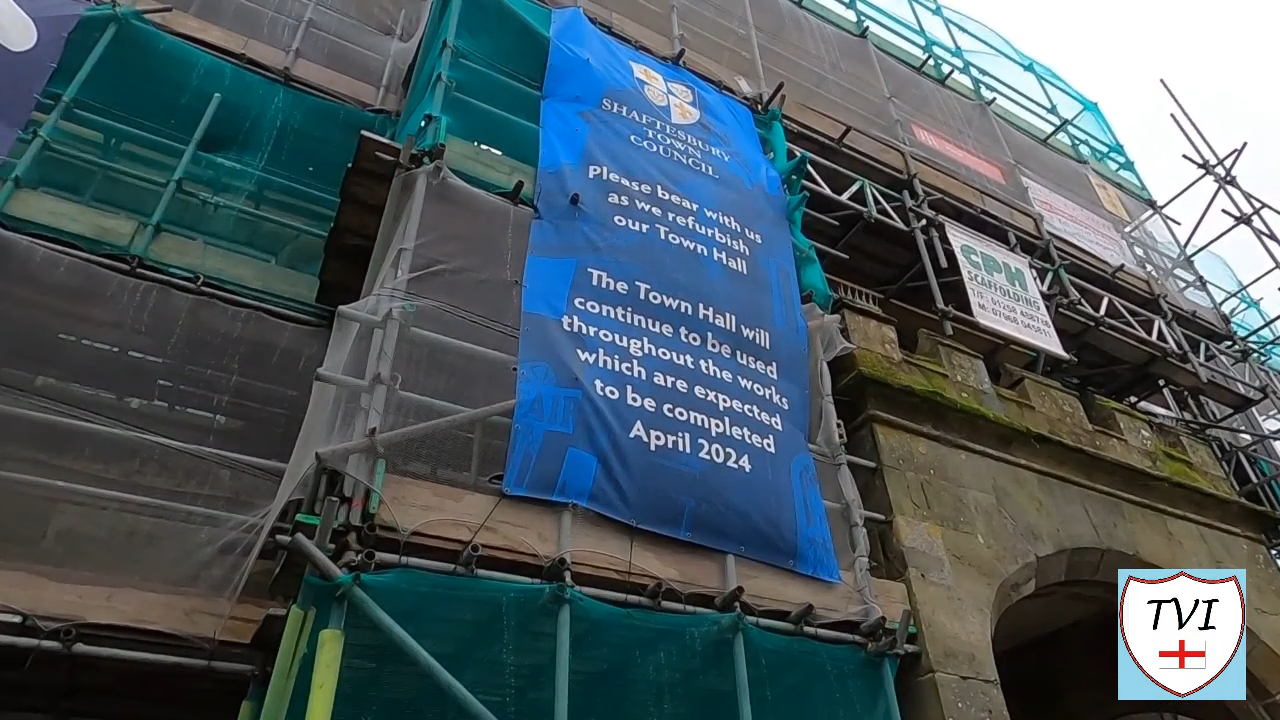 SHAFTESBURY
TOWN
COUNCIL
Please bear with us
as we refurbish
our Town Hall
The Town Hall will
continue to be used
throughout the works
which are expected
to be completed
April 2024
CPH
SCAFFOLDING
TVI